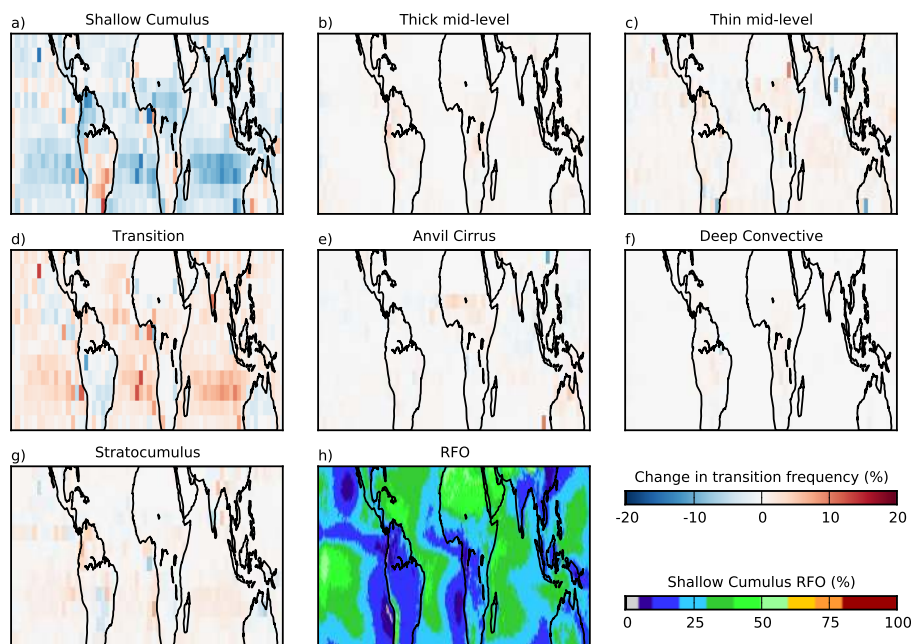 a) Shallow Cumulus
b) Thick mid-level
c) Thin mid-level
d) Transition
e) Anvil Cirrus
f) Deep Convective
g) Stratocumulus
h) RFO
Change in transition frequency (%)
-20 -10 0 10 20
Shallow Cumulus RFO (%)
0 25 50 75 100